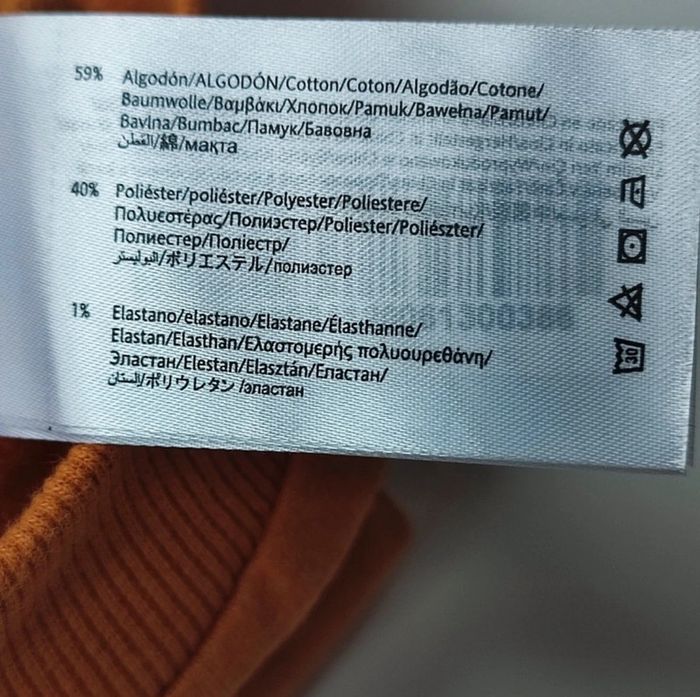 59% Algodón/ALGODÓN/Cotton/Coton/Algodão/Cotone/
Baumwolle/Βαμβάκι/Хлопок/Pamuk/Bawełna/Pamut/
Bavlna/Bumbac/Памук/Бавовна
القطن/綿/мақта
40% Poliéster/poliéster/Polyester/Poliestere/
Πολυεστέρας/Полиэстер/Poliester/Poliészter/
Полиестер/Поліестр/
البوليستر/ポリエステル/полиэстер
1% Elastano/elastano/Elastane/Élasthanne/
Elastan/Elasthan/Ελαστομερής πολυουρεθάνη/
Эластан/Elestan/Elasztán/Еластан/
الستان/ポリウレタン /эластан
30